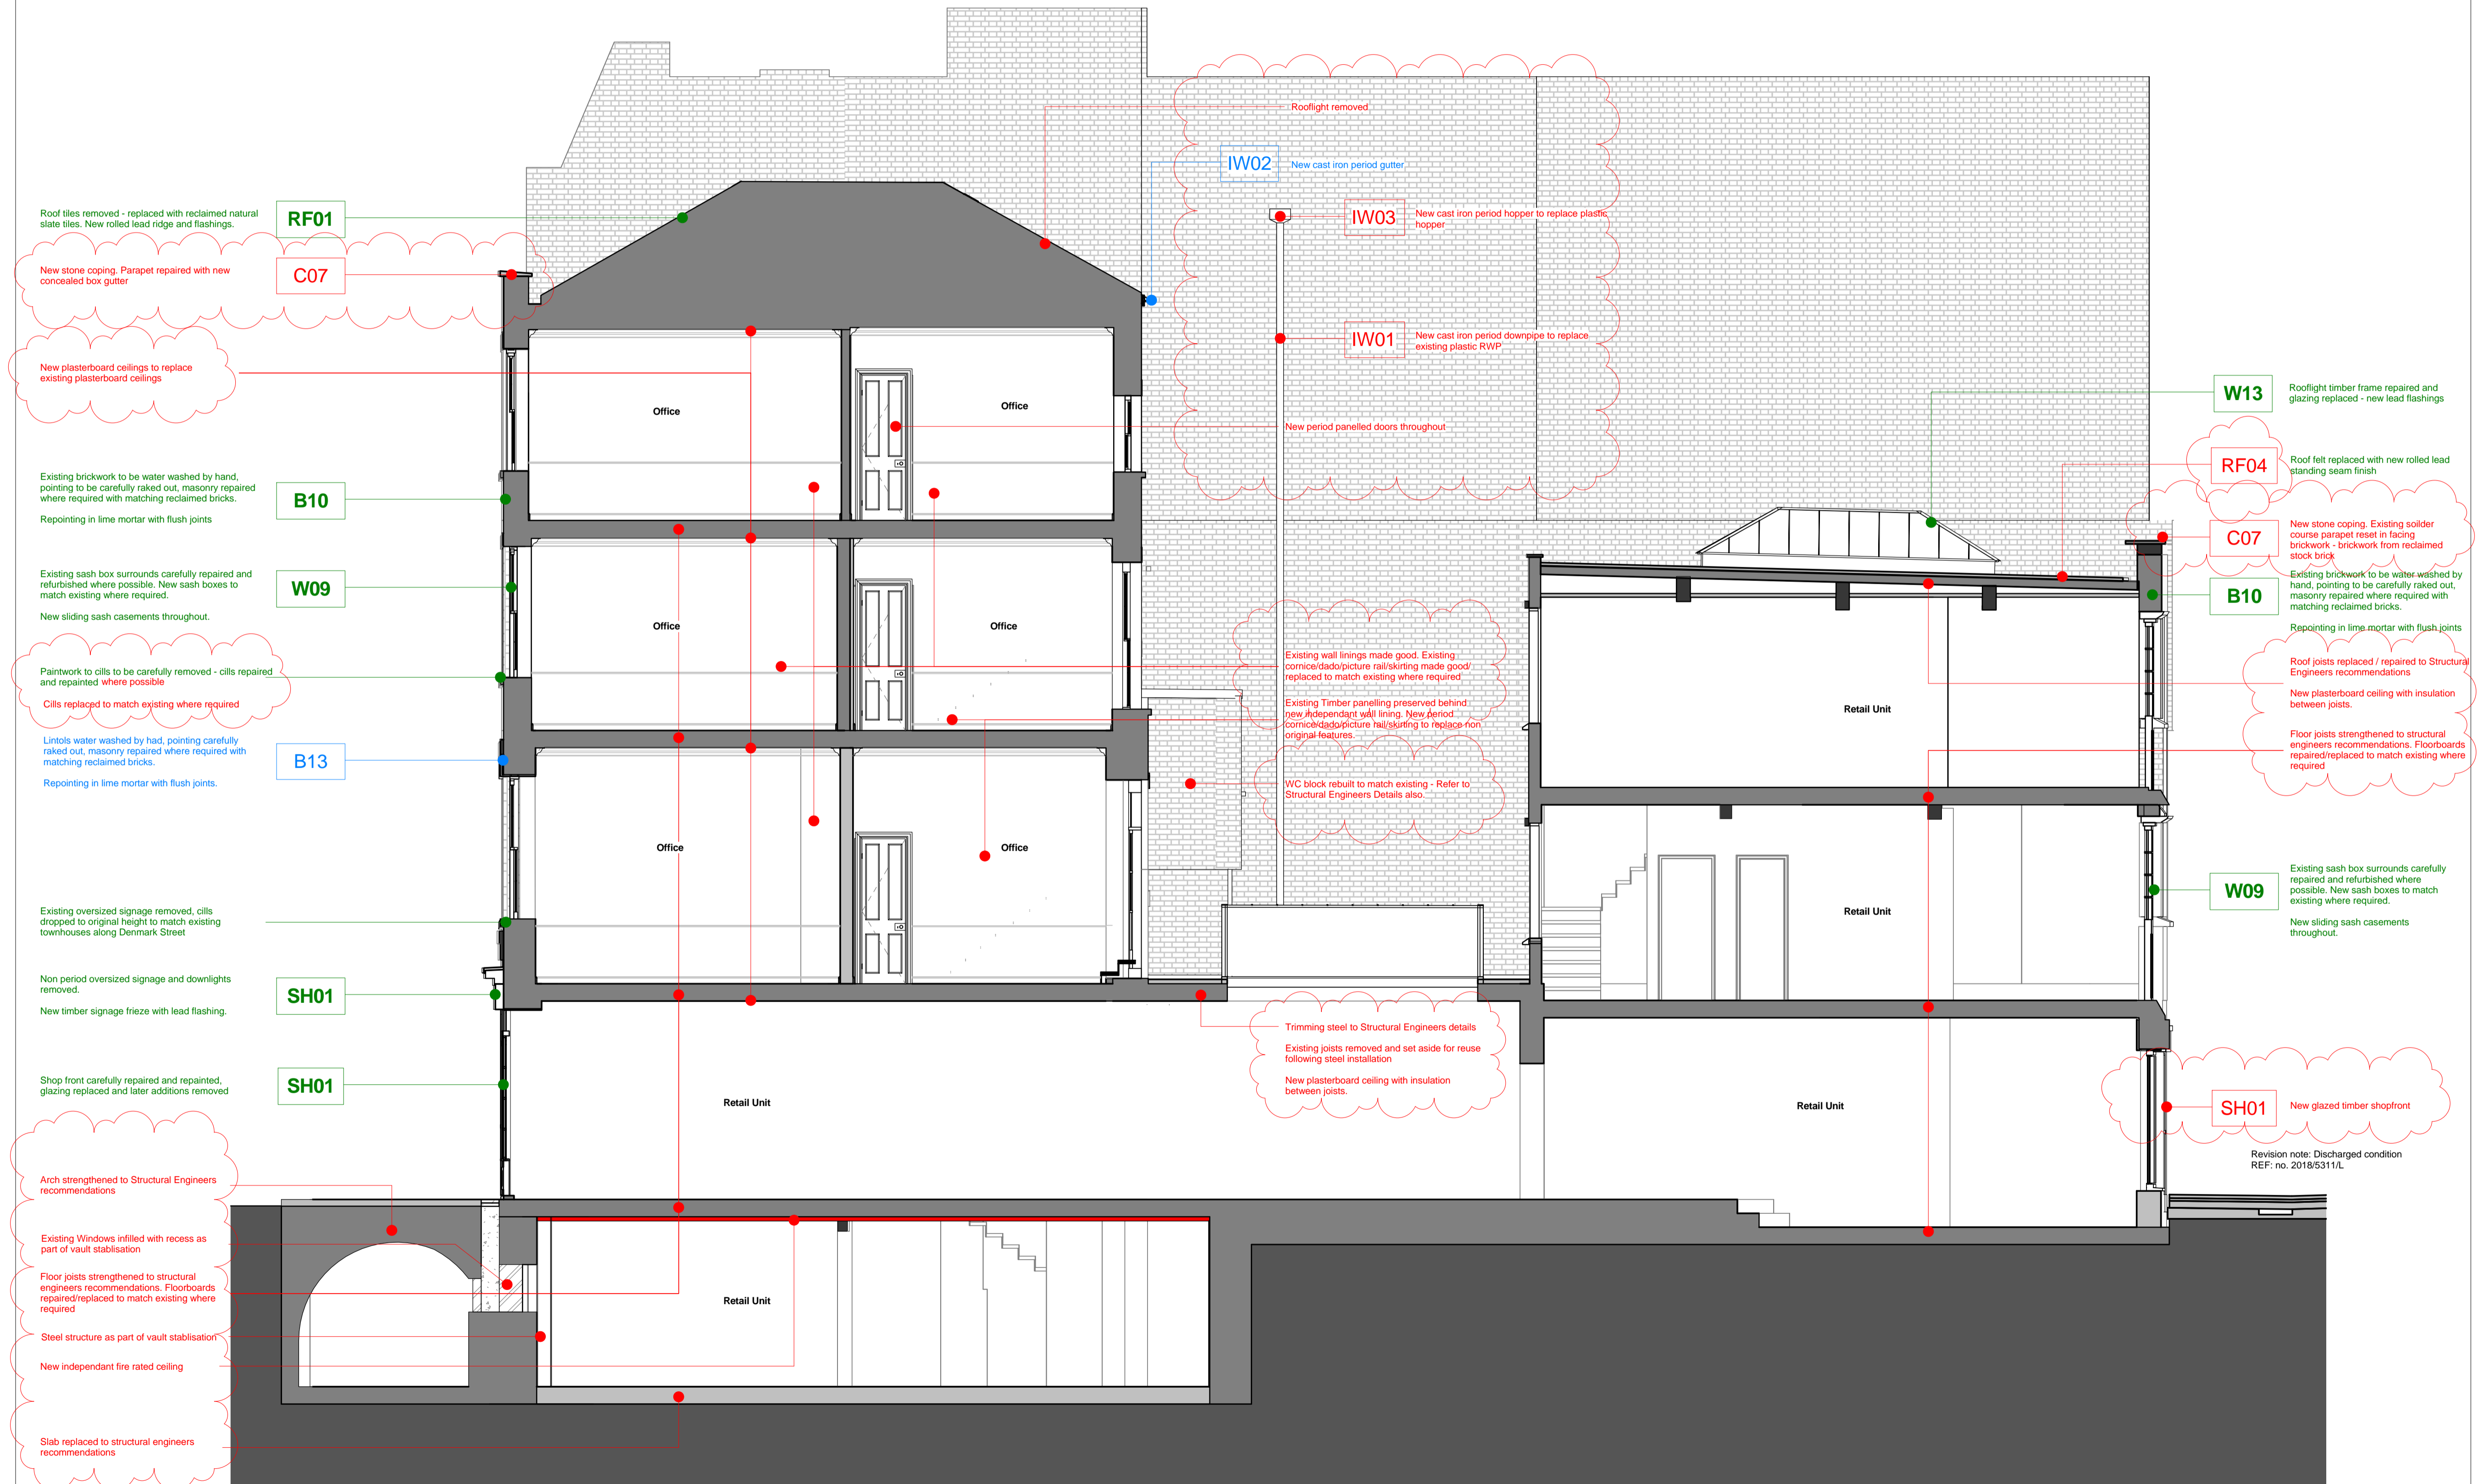 Roof tiles removed - replaced with reclaimed natural
slate tiles. New rolled lead ridge and flashings.
RF01
New stone coping. Parapet repaired with new
concealed box gutter
C07
New plasterboard ceilings to replace
existing plasterboard ceilings
Existing brickwork to be water washed by hand,
pointing to be carefully raked out, masonry repaired
where required with matching reclaimed bricks.
Repointing in lime mortar with flush joints
B10
Existing sash box surrounds carefully repaired and
refurbished where possible. New sash boxes to
match existing where required.
New sliding sash casements throughout.
W09
Paintwork to cills to be carefully removed - cills repaired
and repainted where possible
Cills replaced to match existing where required
Lintols water washed by had, pointing carefully
raked out, masonry repaired where required with
matching reclaimed bricks.
Repointing in lime mortar with flush joints.
B13
Existing oversized signage removed, cills
dropped to original height to match existing
townhouses along Denmark Street
Non period oversized signage and downlights
removed.
New timber signage frieze with lead flashing.
SH01
Shop front carefully repaired and repainted,
glazing replaced and later additions removed
SH01
Arch strengthened to Structural Engineers
recommendations
Existing Windows infilled with recess as
part of vault stablisation
Floor joists strengthened to structural
engineers recommendations. Floorboards
repaired/replaced to match existing where
required
Steel structure as part of vault stablisation
New independant fire rated ceiling
Slab replaced to structural engineers
recommendations
Office
Office
Office
Office
Office
Office
Retail Unit
Retail Unit
Rooflight removed
IW02
New cast iron period gutter
IW03
New cast iron period hopper to replace plastic
hopper
IW01
New cast iron period downpipe to replace
existing plastic RWP
New period panelled doors throughout
Existing wall linings made good. Existing
cornice/dado/picture rail/skirting made good/
replaced to match existing where required
Existing Timber panelling preserved behind
new independant wall lining. New period
cornice/dado/picture rail/skirting to replace non
original features.
WC block rebuilt to match existing - Refer to
Structural Engineers Details also.
Trimming steel to Structural Engineers details
Existing joists removed and set aside for reuse
following steel installation
New plasterboard ceiling with insulation
between joists.
Retail Unit
Retail Unit
Retail Unit
W13
Rooflight timber frame repaired and
glazing replaced - new lead flashings
RF04
Roof felt replaced with new rolled lead
standing seam finish
C07
New stone coping. Existing soilder
course parapet reset in facing
brickwork - brickwork from reclaimed
stock brick
B10
Existing brickwork to be water washed by
hand, pointing to be carefully raked out,
masonry repaired where required with
matching reclaimed bricks.
Repointing in lime mortar with flush joints
Roof joists replaced / repaired to Structural
Engineers recommendations
New plasterboard ceiling with insulation
between joists.
Floor joists strengthened to structural
engineers recommendations. Floorboards
repaired/replaced to match existing where
required
W09
Existing sash box surrounds carefully
repaired and refurbished where
possible. New sash boxes to match
existing where required.
New sliding sash casements
throughout.
SH01
New glazed timber shopfront
Revision note: Discharged condition
REF: no. 2018/5311/L